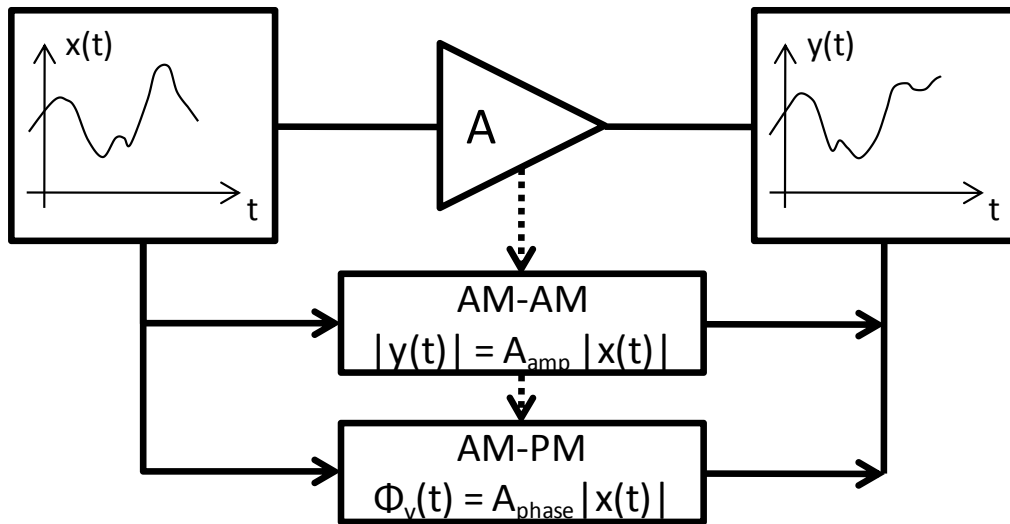 x(t)
t
A
y(t)
t
AM-AM
|y(t)| = A_amp |x(t)|
AM-PM
Φ_y(t) = A_phase |x(t)|